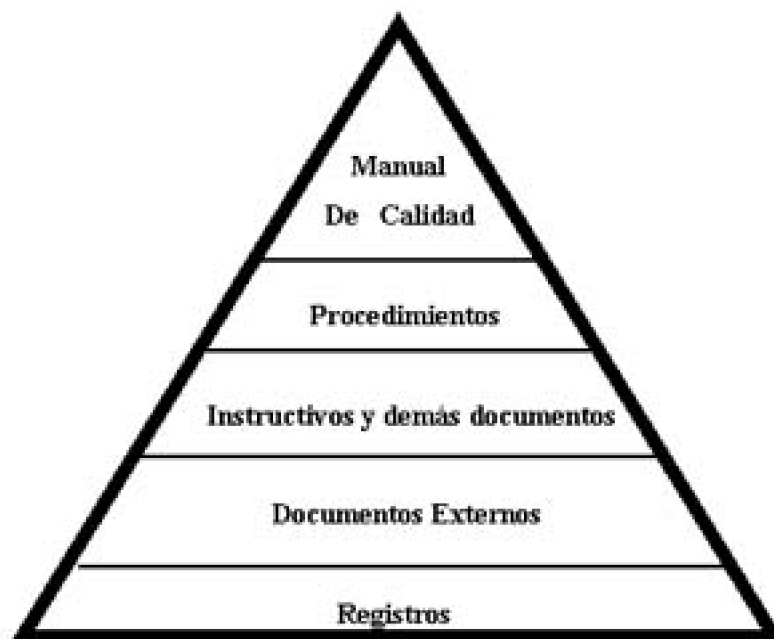 Manual
De Calidad
Procedimientos
Instructivos y demás documentos
Documentos Externos
Registros